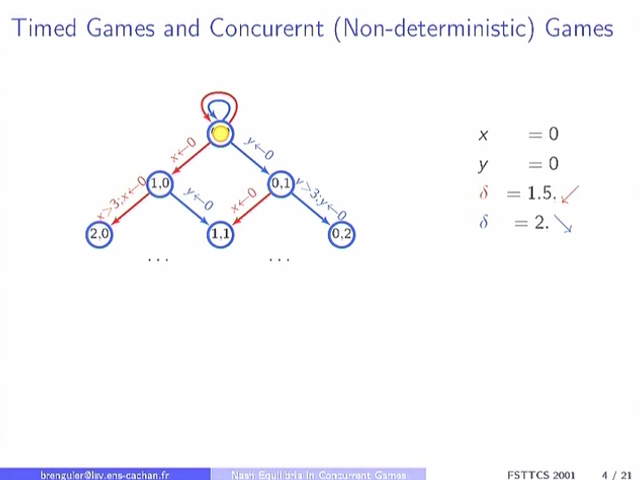 Timed Games and Concurernt (Non-deterministic) Games
x←0
y←0
x = 0
y = 0
δ = 1.5.
δ = 2.
1,0
0,1
x>3;x←0
y←0
x←0
y>3;y←0
2,0
1,1
0,2
... ...
brenguier@lsv.ens-cachan.fr Nash Equilibria in Concurrent Games FSTTCS 2001 4 / 21